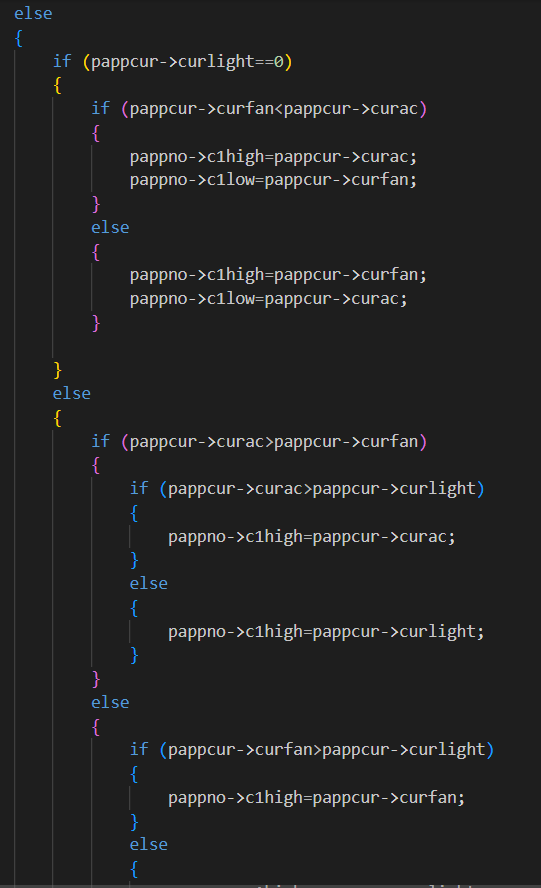 else
{
    if (pappcur->curlight==0)
    {
        if (pappcur->curfan<pappcur->curac)
        {
            pappno->c1high=pappcur->curac;
            pappno->c1low=pappcur->curfan;
        }
        else
        {
            pappno->c1high=pappcur->curfan;
            pappno->c1low=pappcur->curac;
        }

    }
    else
    {
        if (pappcur->curac>pappcur->curfan)
        {
            if (pappcur->curac>pappcur->curlight)
            {
                pappno->c1high=pappcur->curac;
            }
            else
            {
                pappno->c1high=pappcur->curlight;
            }
        }
        else
        {
            if (pappcur->curfan>pappcur->curlight)
            {
                pappno->c1high=pappcur->curfan;
            }
            else
            {